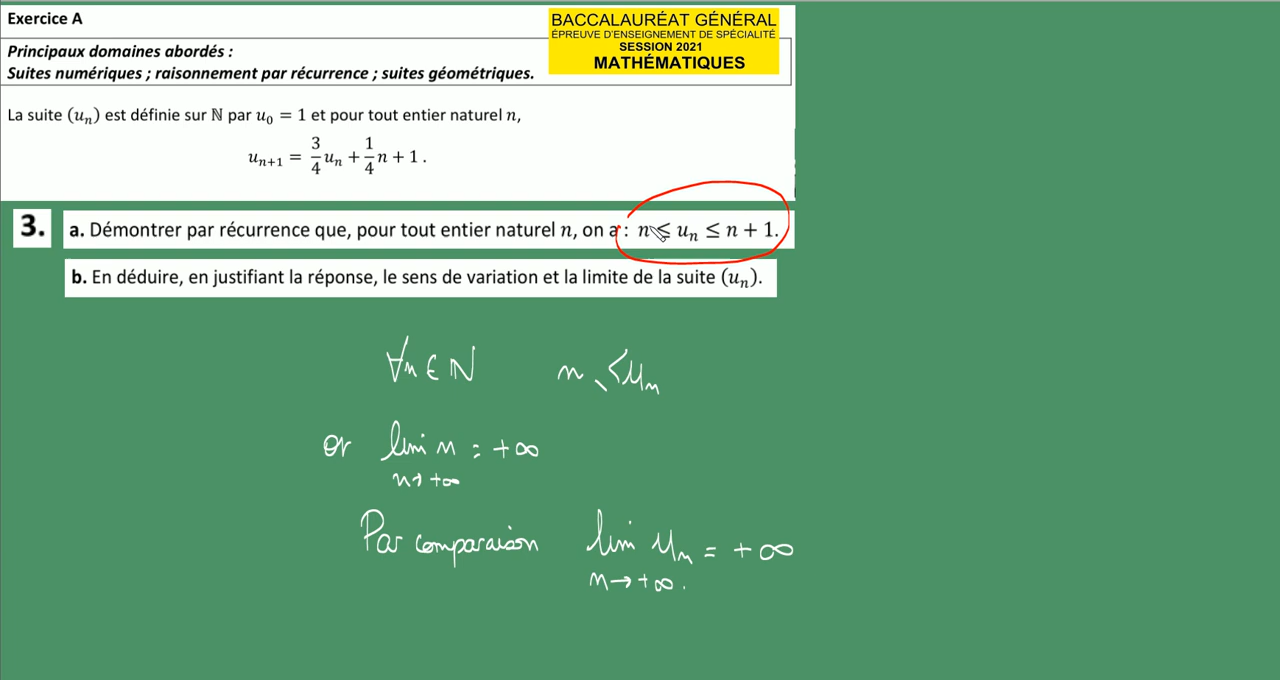 Exercice A
BACCALAURÉAT GÉNÉRAL
ÉPREUVE D'ENSEIGNEMENT DE SPÉCIALITÉ
SESSION 2021
MATHÉMATIQUES
Principaux domaines abordés :
Suites numériques ; raisonnement par récurrence ; suites géométriques.
La suite (uₙ) est définie sur ℕ par u₀ = 1 et pour tout entier naturel n,
uₙ₊₁ = 3/4 uₙ + 1/4 n + 1 .
3. a. Démontrer par récurrence que, pour tout entier naturel n, on a : n ≤ uₙ ≤ n + 1.
b. En déduire, en justifiant la réponse, le sens de variation et la limite de la suite (uₙ).
∀n ∈ ℕ n ≤ uₙ
or lim n = +∞
n→+∞
Par comparaison lim uₙ = +∞
n→+∞.